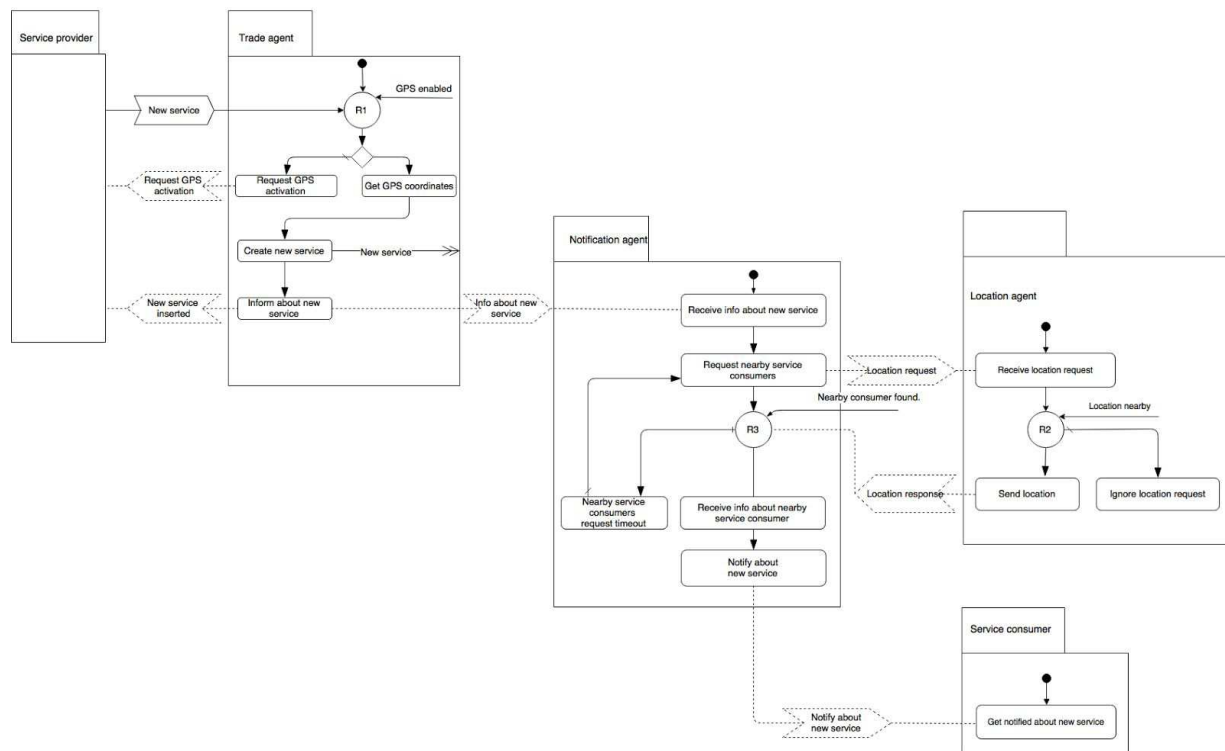 Service provider
Trade agent
GPS enabled
R1
New service
Request GPS
activation
Request GPS
activation
Get GPS coordinates
Create new service
New service
New service
inserted
Inform about new
service
Info about new
service
Notification agent
Receive info about new service
Request nearby service
consumers
Location request
Nearby consumer found.
R3
Location response
Nearby service
consumers
request timeout
Receive info about nearby
service consumer
Notify about
new service
Location agent
Receive location request
Location nearby
R2
Send location
Ignore location request
Service consumer
Notify about
new service
Get notified about new service